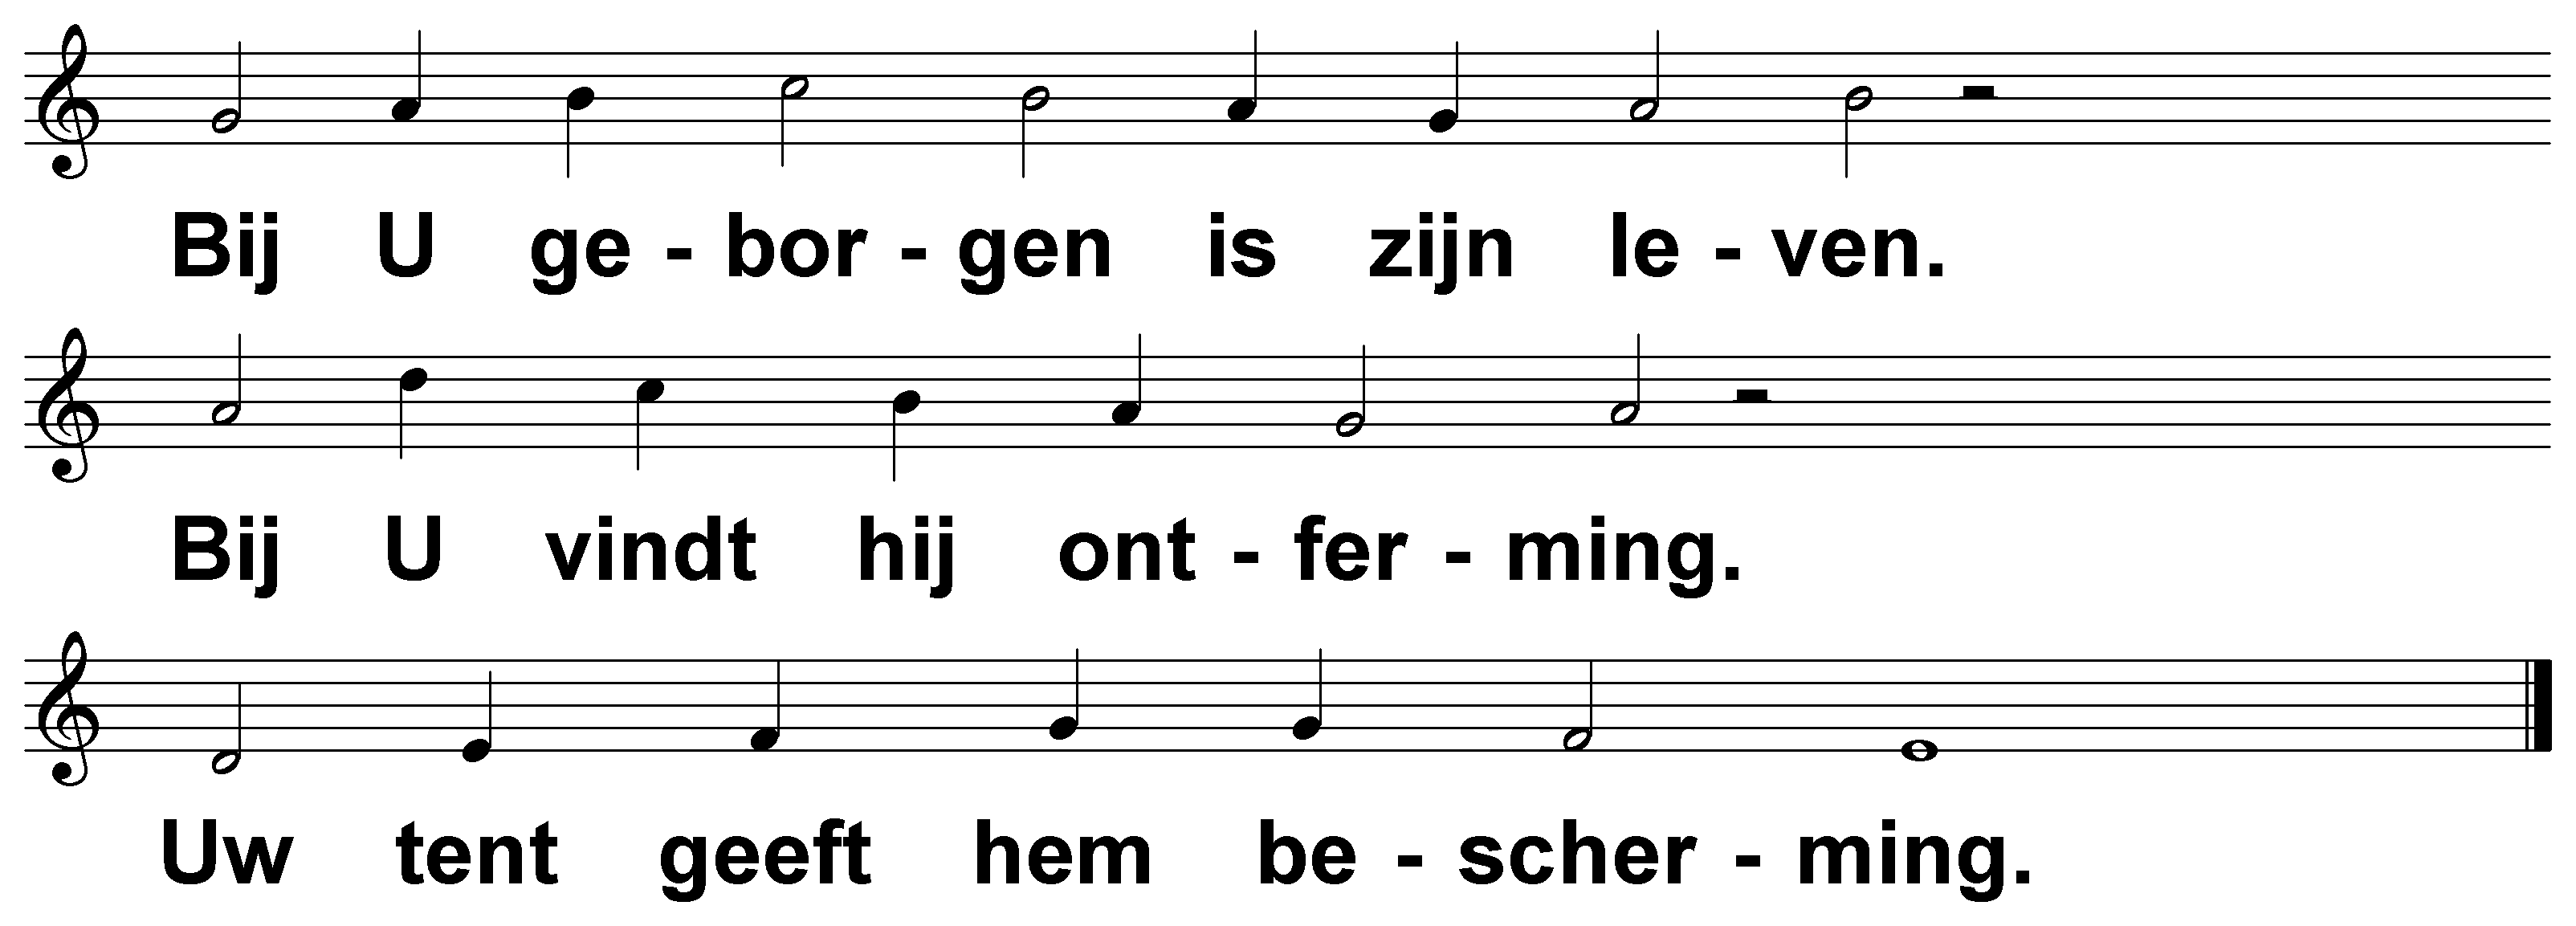 Bij U ge - bor - gen is zijn le - ven.
Bij U vindt hij ont - fer - ming.
Uw tent geeft hem be - scher - ming.